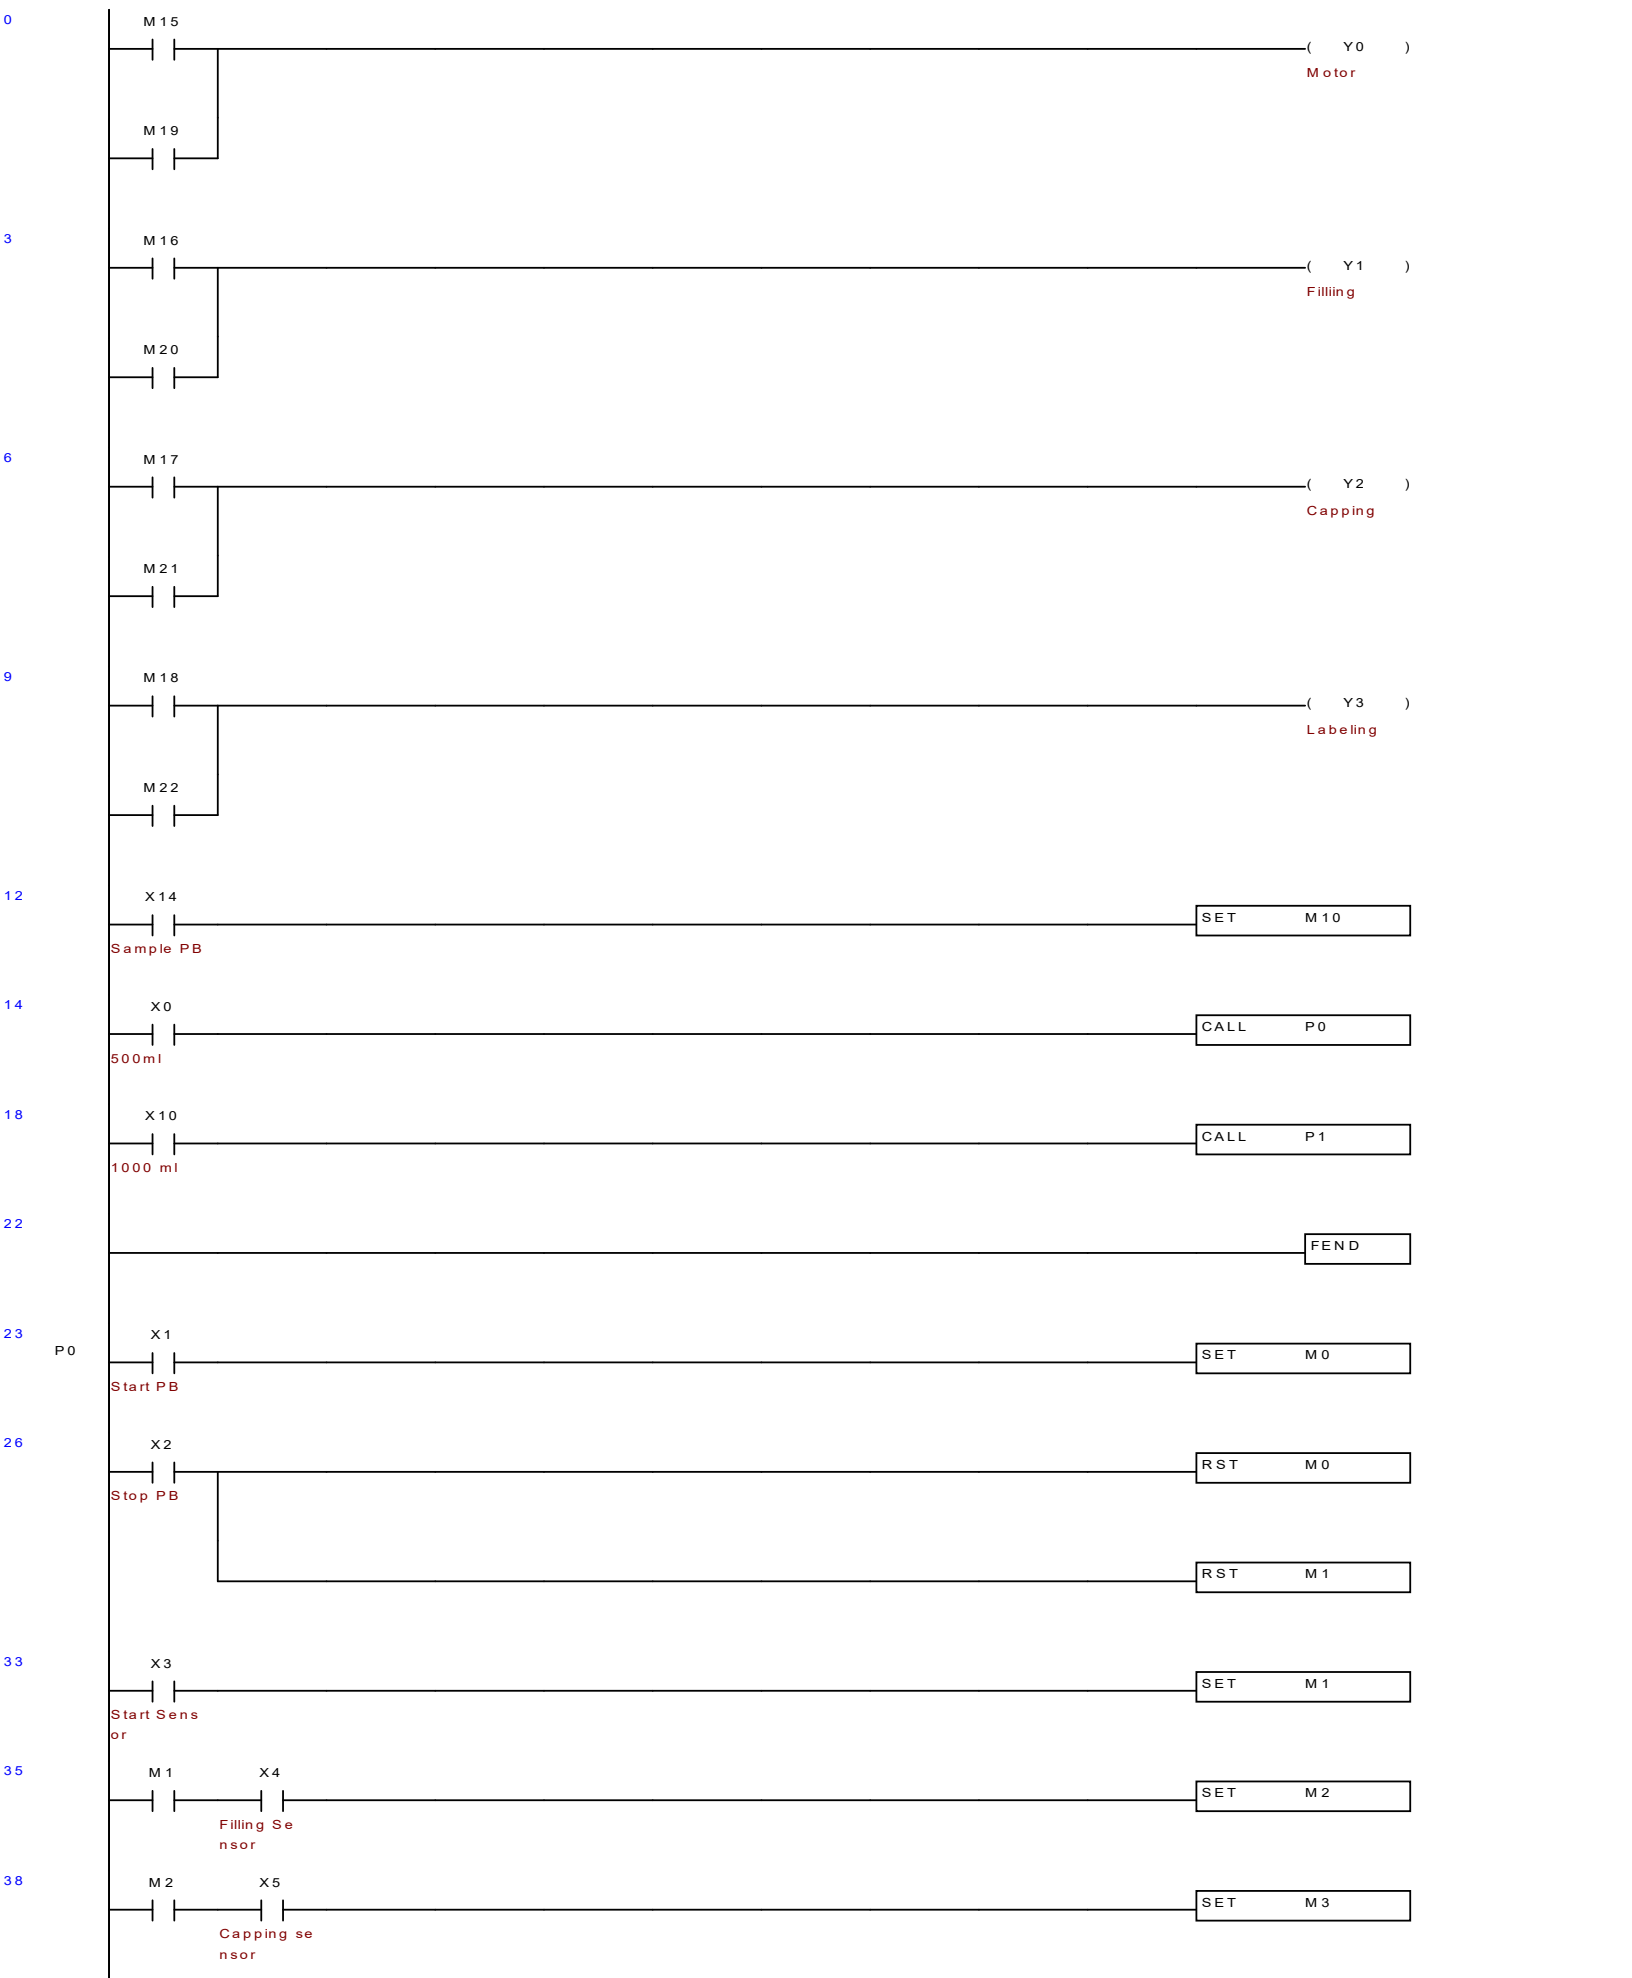 0
M15
( Y0 )
Motor
M19
3
M16
( Y1 )
Filliing
M20
6
M17
( Y2 )
Capping
M21
9
M18
( Y3 )
Labeling
M22
12
X14
SET M10
Sample PB
14
X0
CALL P0
500ml
18
X10
CALL P1
1000 ml
22
FEND
23
P0
X1
SET M0
Start PB
26
X2
RST M0
Stop PB
RST M1
33
X3
SET M1
Start Sens
or
35
M1 X4
SET M2
Filling Se
nsor
38
M2 X5
SET M3
Capping se
nsor